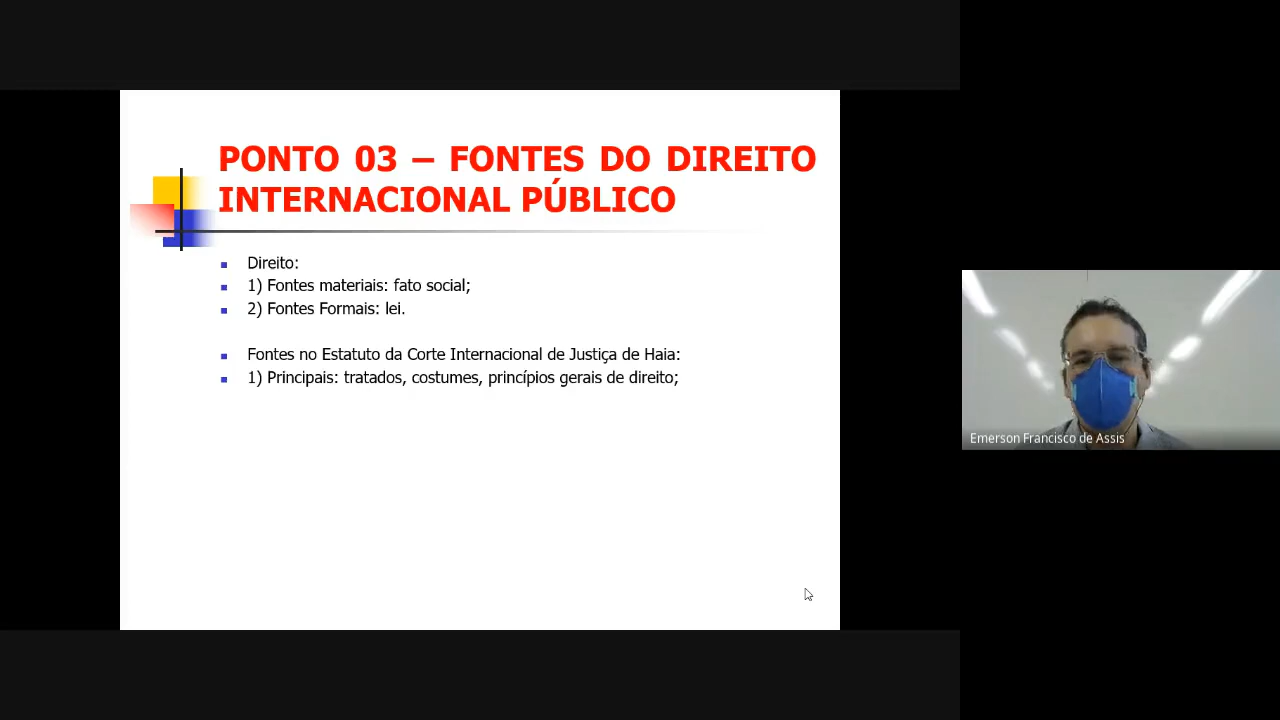 PONTO 03 – FONTES DO DIREITO
INTERNACIONAL PÚBLICO
Direito:
1) Fontes materiais: fato social;
2) Fontes Formais: lei.
Fontes no Estatuto da Corte Internacional de Justiça de Haia:
1) Principais: tratados, costumes, princípios gerais de direito;
Emerson Francisco de Assis